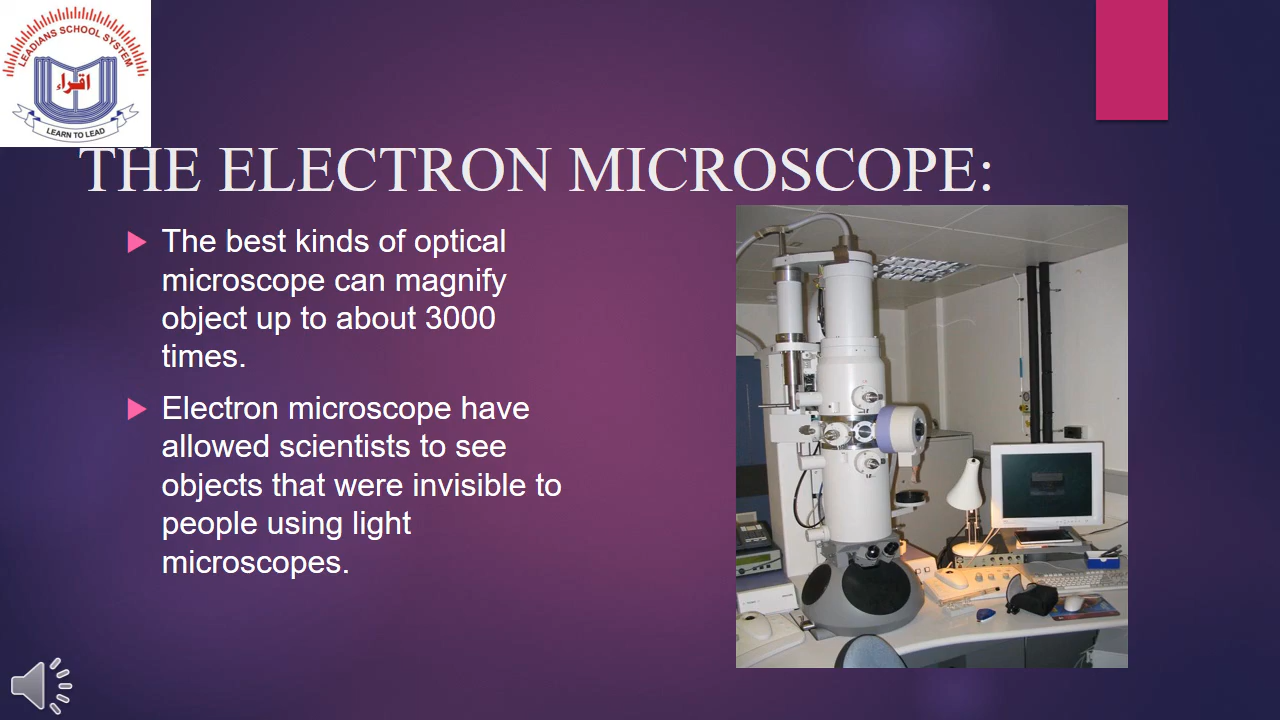 LEADIANS SCHOOL SYSTEM
اقراء
LEARN TO LEAD
THE ELECTRON MICROSCOPE:
The best kinds of optical
microscope can magnify
object up to about 3000
times.
Electron microscope have
allowed scientists to see
objects that were invisible to
people using light
microscopes.